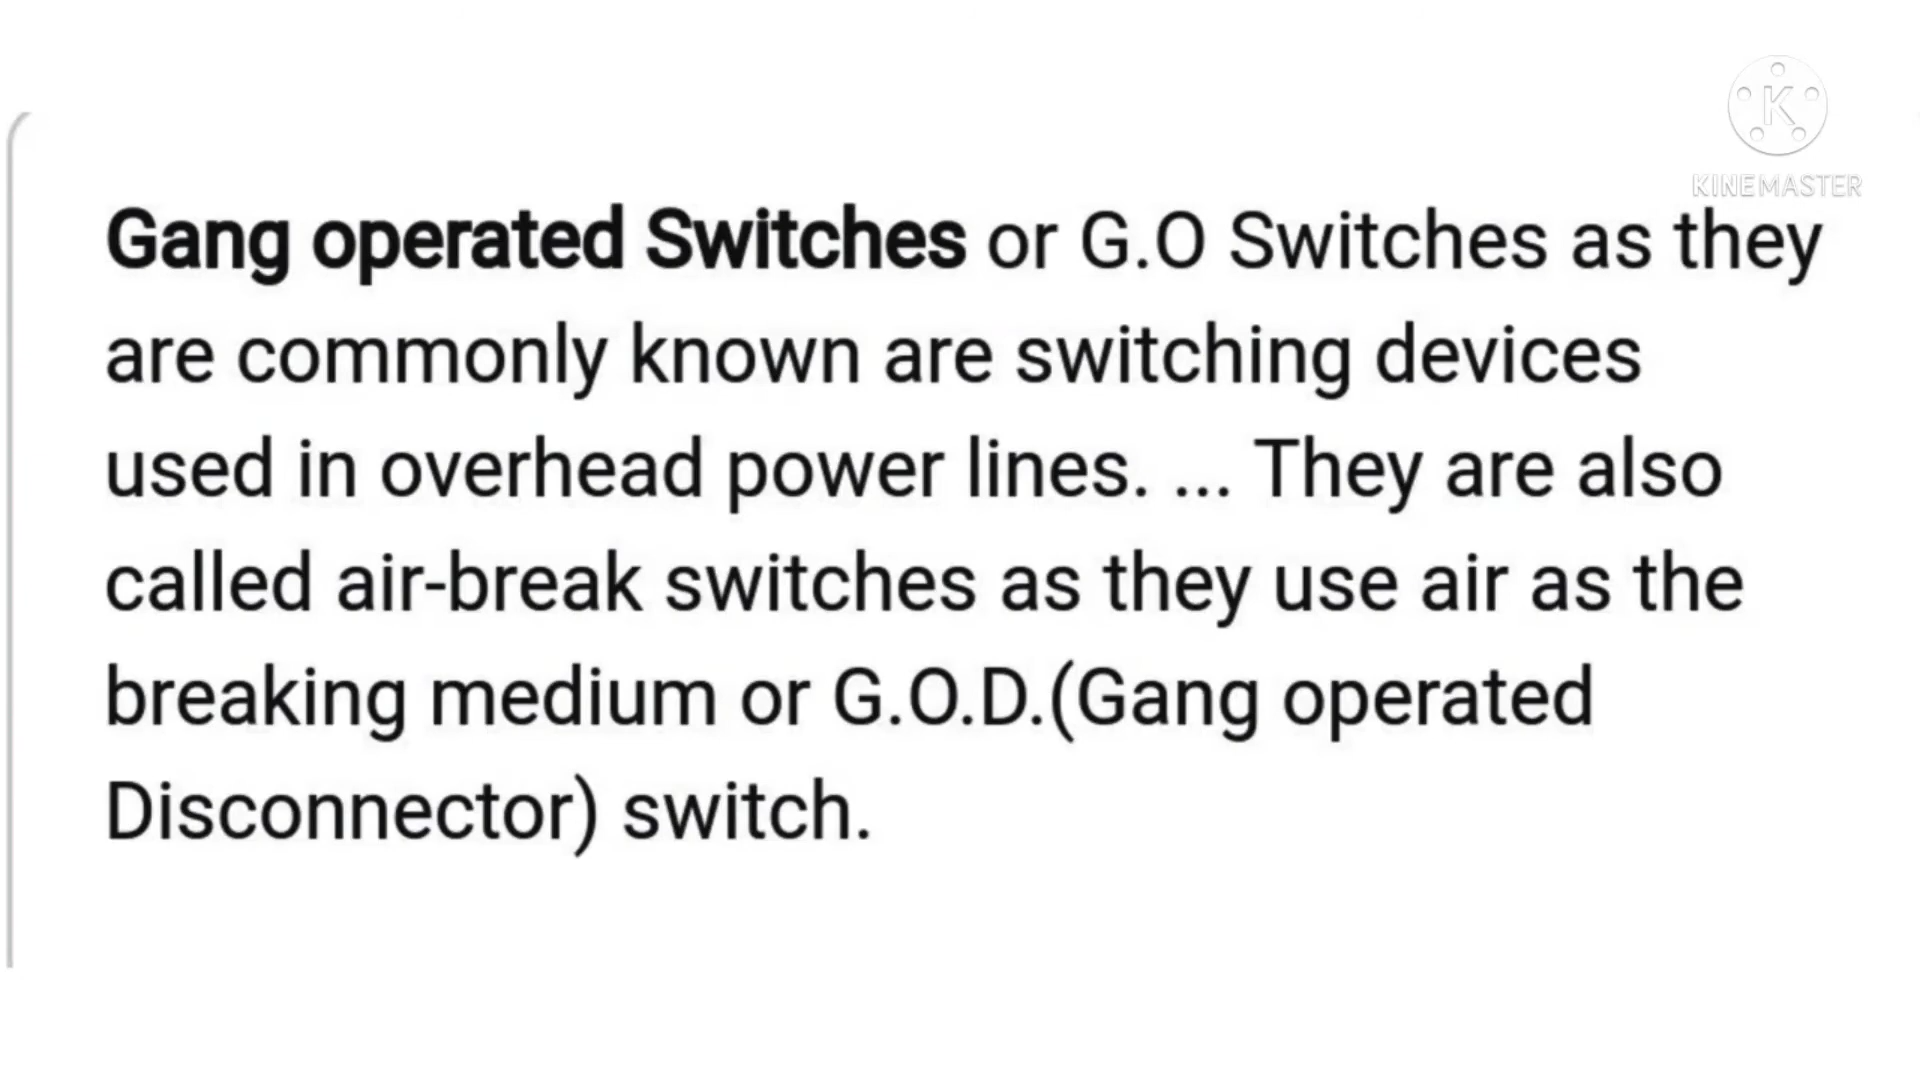 KINEMASTER
Gang operated Switches or G.O Switches as they
are commonly known are switching devices
used in overhead power lines. ... They are also
called air-break switches as they use air as the
breaking medium or G.O.D.(Gang operated
Disconnector) switch.